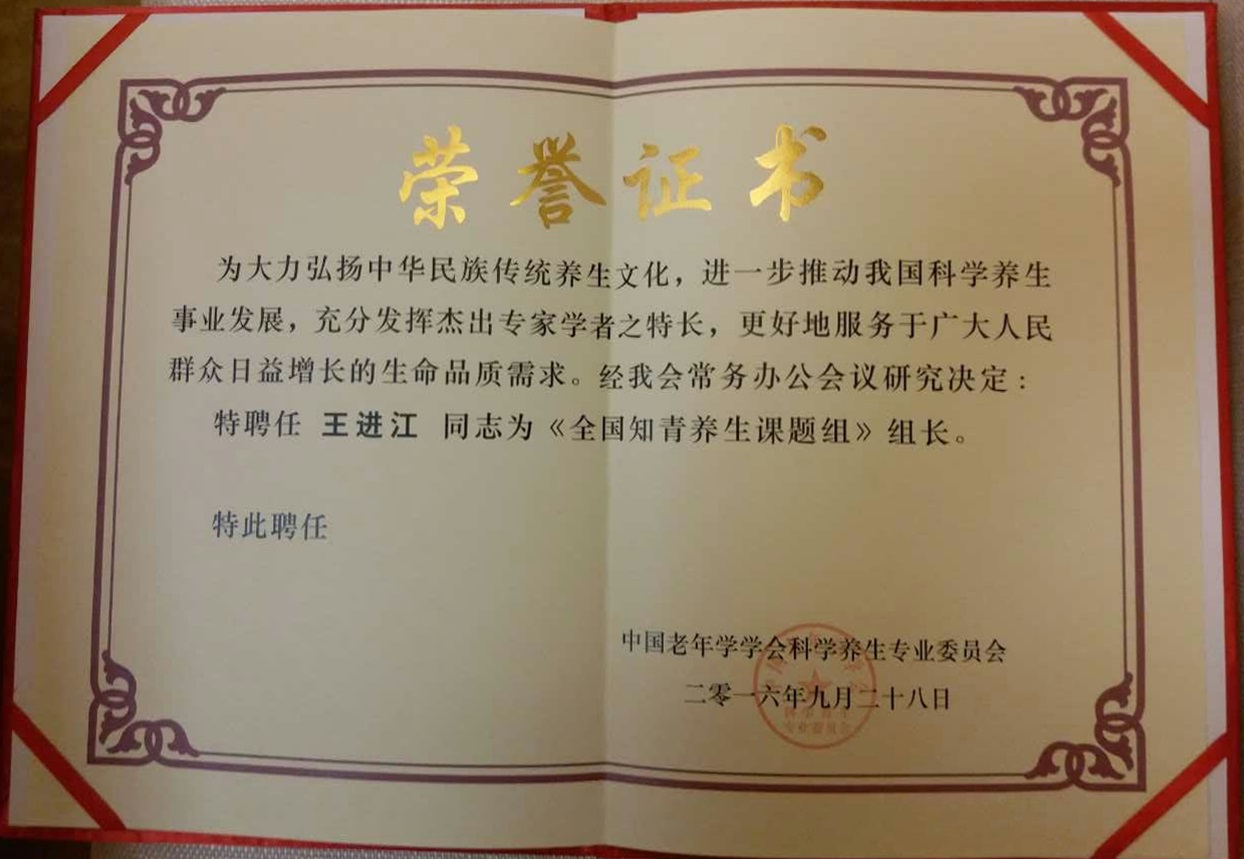 荣誉证书
为大力弘扬中华民族传统养生文化，进一步推动我国科学养生
事业发展，充分发挥杰出专家学者之特长，更好地服务于广大人民
群众日益增长的生命品质需求。经我会常务办公会议研究决定：
特聘任 王进江 同志为《全国知青养生课题组》组长。
特此聘任
中国老年学学会科学养生专业委员会
二零一六年九月二十八日